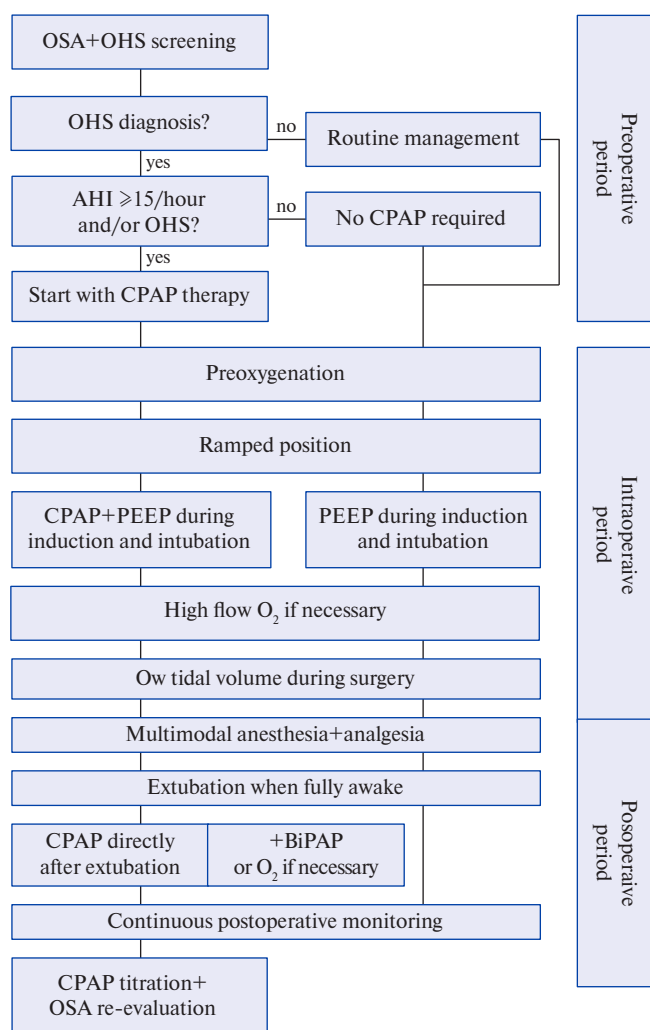 OSA+OHS screening
OHS diagnosis?
no
Routine management
yes
AHI ⩾15/hour
and/or OHS?
no
No CPAP required
yes
Start with CPAP therapy
Preoperative
period
Preoxygenation
Ramped position
CPAP+PEEP during
induction and intubation
PEEP during induction
and intubation
High flow O₂ if necessary
Ow tidal volume during surgery
Intraoperaive
period
Multimodal anesthesia+analgesia
Extubation when fully awake
CPAP directly
after extubation
+BiPAP
or O₂ if necessary
Continuous postoperative monitoring
CPAP titration+
OSA re-evaluation
Posoperaive
period